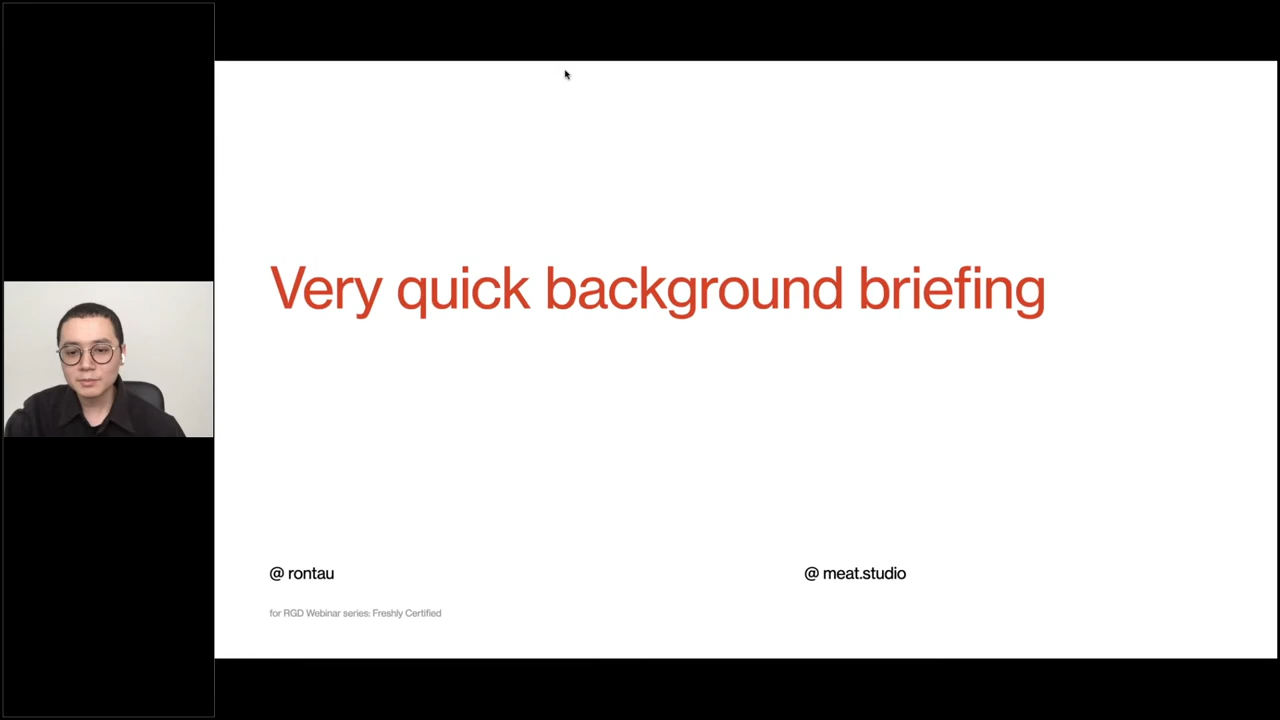 Very quick background briefing
@ rontau
@ meat.studio
for RGD Webinar series: Freshly Certified